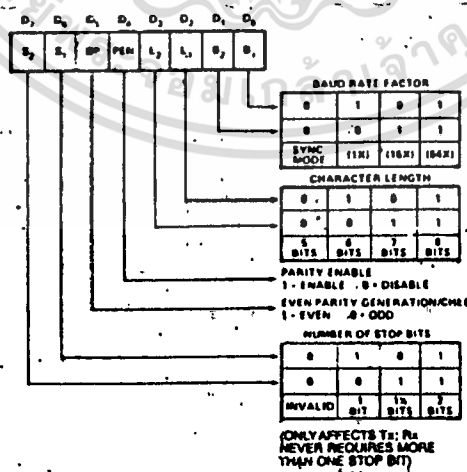 D7 D6 D5 D4 D3 D2 D1 D0
S2 S1 EP PEN L2 L1 B2 B1
BAUD RATE FACTOR
0 1 0 1
0 0 1 1
SYNC MODE (1X) (16X) (64X)
CHARACTER LENGTH
0 1 0 1
0 0 1 1
5 BITS 6 BITS 7 BITS 8 BITS
PARITY ENABLE
1 - ENABLE 0 - DISABLE
EVEN PARITY GENERATION/CHEC
1 - EVEN 0 - ODD
NUMBER OF STOP BITS
0 1 0 1
0 0 1 1
INVALID 1 BIT 1½ BITS 2 BITS
(ONLY AFFECTS Tx; Rx
NEVER REQUIRES MORE
THAN ONE STOP BIT)